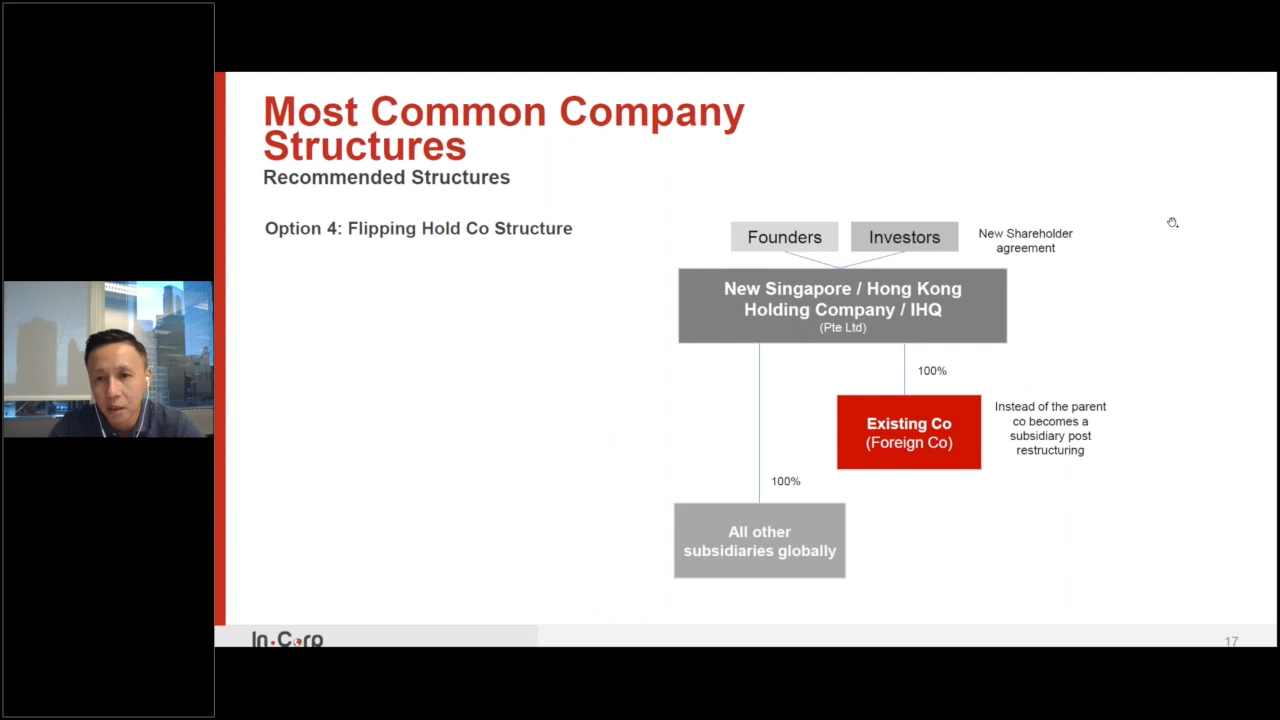 Most Common Company
Structures
Recommended Structures
Option 4: Flipping Hold Co Structure
Founders
Investors
New Shareholder
agreement
New Singapore / Hong Kong
Holding Company / IHQ
(Pte Ltd)
100%
Existing Co
(Foreign Co)
Instead of the parent
co becomes a
subsidiary post
restructuring
100%
All other
subsidiaries globally
In.Corp
17